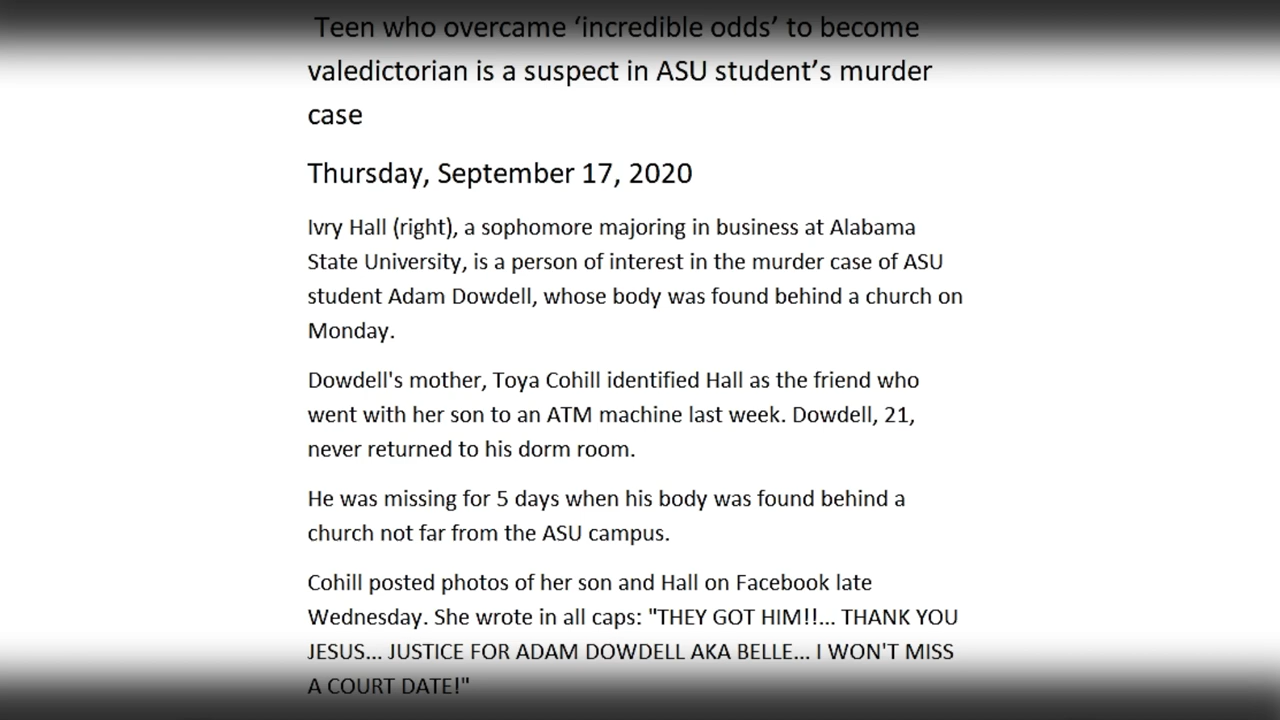 Teen who overcame ‘incredible odds’ to become
valedictorian is a suspect in ASU student’s murder
case
Thursday, September 17, 2020
Ivry Hall (right), a sophomore majoring in business at Alabama
State University, is a person of interest in the murder case of ASU
student Adam Dowdell, whose body was found behind a church on
Monday.
Dowdell's mother, Toya Cohill identified Hall as the friend who
went with her son to an ATM machine last week. Dowdell, 21,
never returned to his dorm room.
He was missing for 5 days when his body was found behind a
church not far from the ASU campus.
Cohill posted photos of her son and Hall on Facebook late
Wednesday. She wrote in all caps: "THEY GOT HIM!!... THANK YOU
JESUS... JUSTICE FOR ADAM DOWDELL AKA BELLE... I WON'T MISS
A COURT DATE!"